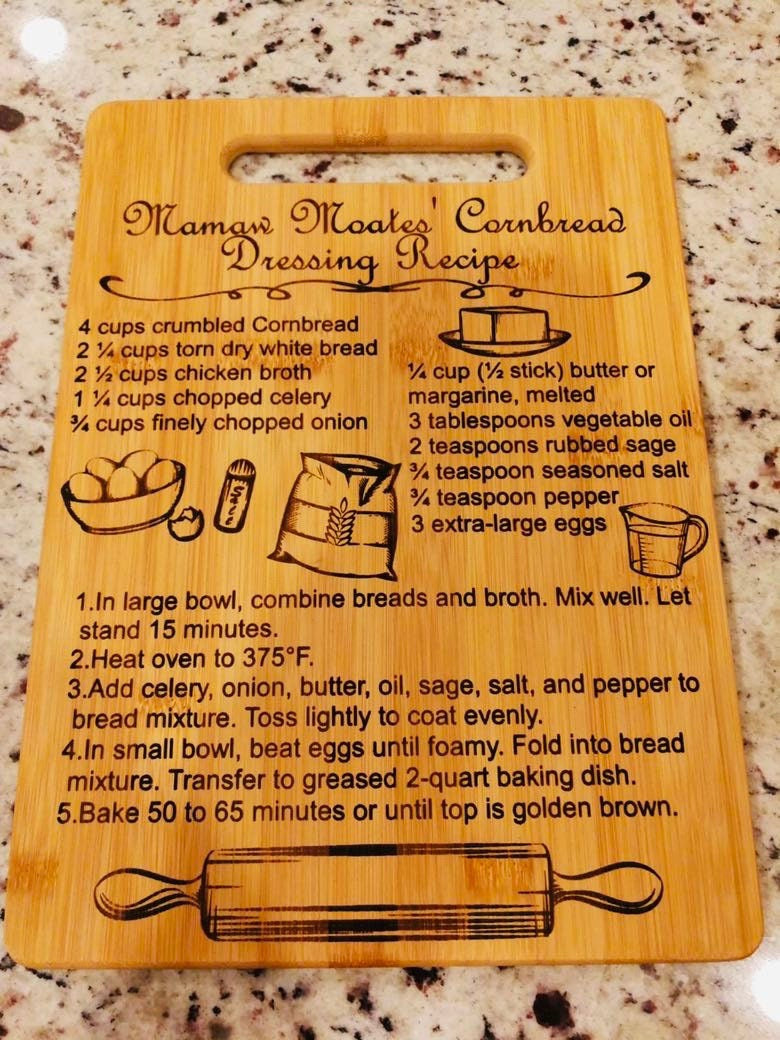 Mamaw Moates' Cornbread
Dressing Recipe
4 cups crumbled Cornbread
2 ¼ cups torn dry white bread
2 ½ cups chicken broth
1 ¼ cups chopped celery
¾ cups finely chopped onion
¼ cup (½ stick) butter or
margarine, melted
3 tablespoons vegetable oil
2 teaspoons rubbed sage
¾ teaspoon seasoned salt
¾ teaspoon pepper
3 extra-large eggs
1.In large bowl, combine breads and broth. Mix well. Let
stand 15 minutes.
2.Heat oven to 375°F.
3.Add celery, onion, butter, oil, sage, salt, and pepper to
bread mixture. Toss lightly to coat evenly.
4.In small bowl, beat eggs until foamy. Fold into bread
mixture. Transfer to greased 2-quart baking dish.
5.Bake 50 to 65 minutes or until top is golden brown.